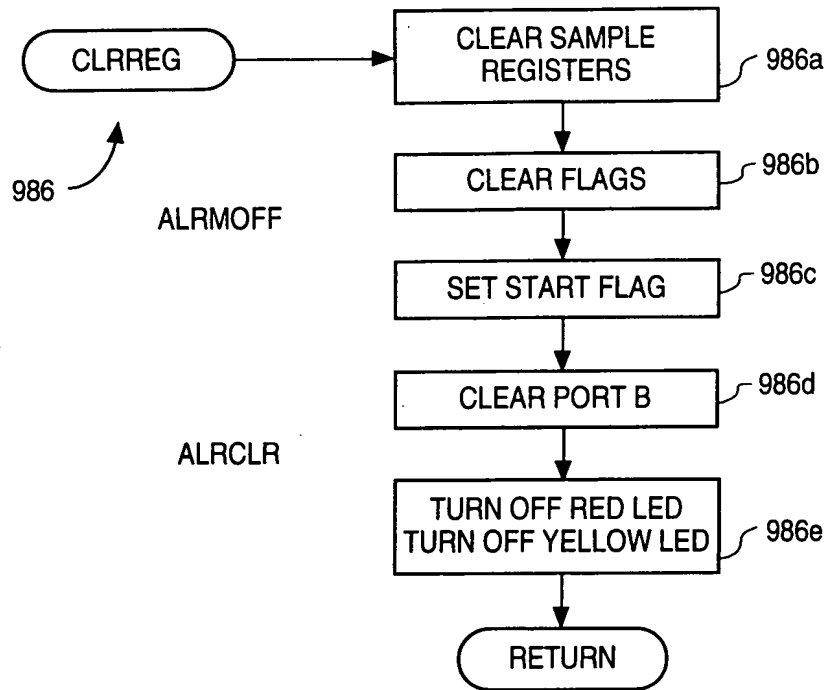 CLRREG
CLEAR SAMPLE
REGISTERS
986a
986
CLEAR FLAGS
986b
ALRMOFF
SET START FLAG
986c
CLEAR PORT B
986d
ALRCLR
TURN OFF RED LED
TURN OFF YELLOW LED
986e
RETURN